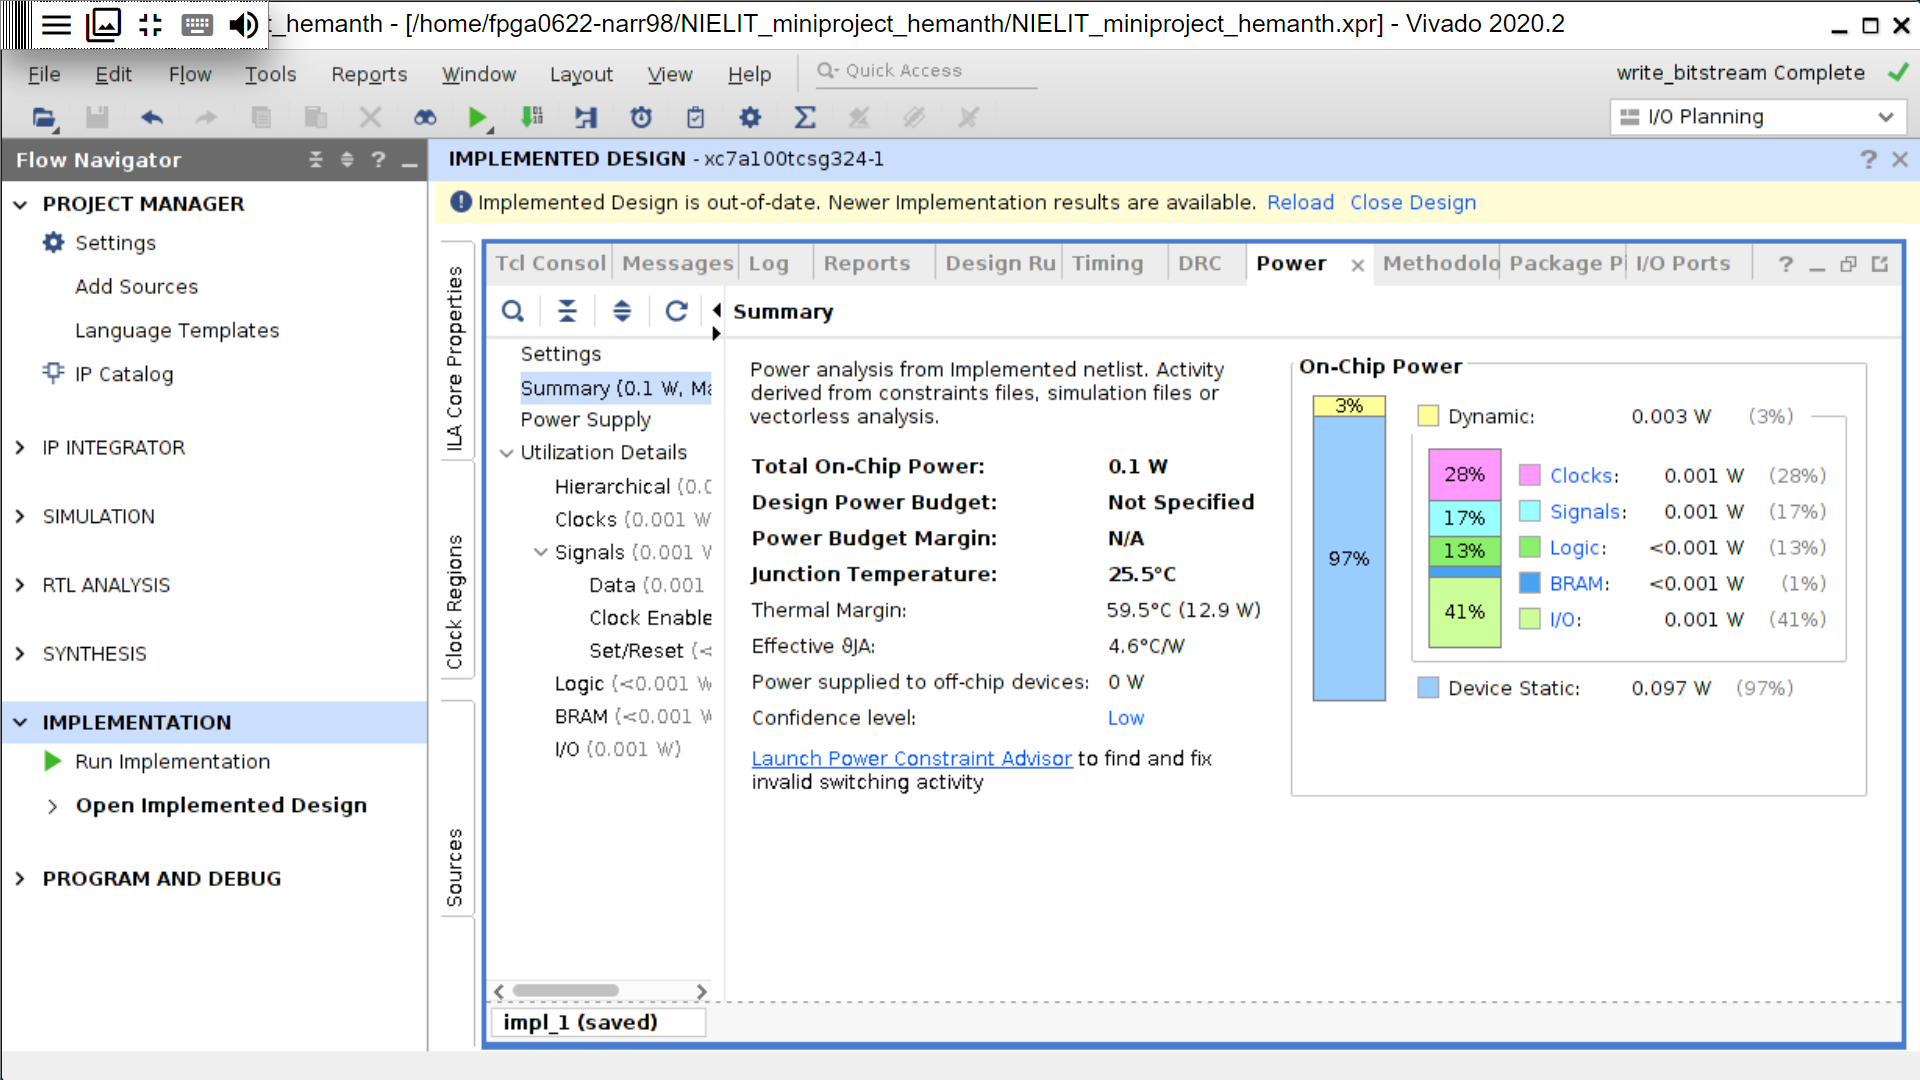 t_hemanth - [/home/fpga0622-narr98/NIELIT_miniproject_hemanth/NIELIT_miniproject_hemanth.xpr] - Vivado 2020.2
File Edit Flow Tools Reports Window Layout View Help Quick Access
write_bitstream Complete
I/O Planning
Flow Navigator
PROJECT MANAGER
Settings
Add Sources
Language Templates
IP Catalog
IP INTEGRATOR
SIMULATION
RTL ANALYSIS
SYNTHESIS
IMPLEMENTATION
Run Implementation
Open Implemented Design
PROGRAM AND DEBUG
IMPLEMENTED DESIGN - xc7a100tcsg324-1
Implemented Design is out-of-date. Newer Implementation results are available. Reload Close Design
ILA Core Properties
Clock Regions
Sources
Tcl Consol Messages Log Reports Design Ru Timing DRC Power Methodolo Package Pi I/O Ports
Settings
Summary (0.1 W, Ma
Power Supply
Utilization Details
Hierarchical (0.0
Clocks (0.001 W
Signals (0.001 W
Data (0.001
Clock Enable
Set/Reset (<
Logic (<0.001 W
BRAM (<0.001 W
I/O (0.001 W)
impl_1 (saved)
Summary
Power analysis from Implemented netlist. Activity
derived from constraints files, simulation files or
vectorless analysis.
Total On-Chip Power: 0.1 W
Design Power Budget: Not Specified
Power Budget Margin: N/A
Junction Temperature: 25.5°C
Thermal Margin: 59.5°C (12.9 W)
Effective ϑJA: 4.6°C/W
Power supplied to off-chip devices: 0 W
Confidence level: Low
Launch Power Constraint Advisor to find and fix
invalid switching activity
On-Chip Power
3%
97%
Dynamic: 0.003 W (3%)
28% Clocks: 0.001 W (28%)
17% Signals: 0.001 W (17%)
13% Logic: <0.001 W (13%)
BRAM: <0.001 W (1%)
41% I/O: 0.001 W (41%)
Device Static: 0.097 W (97%)